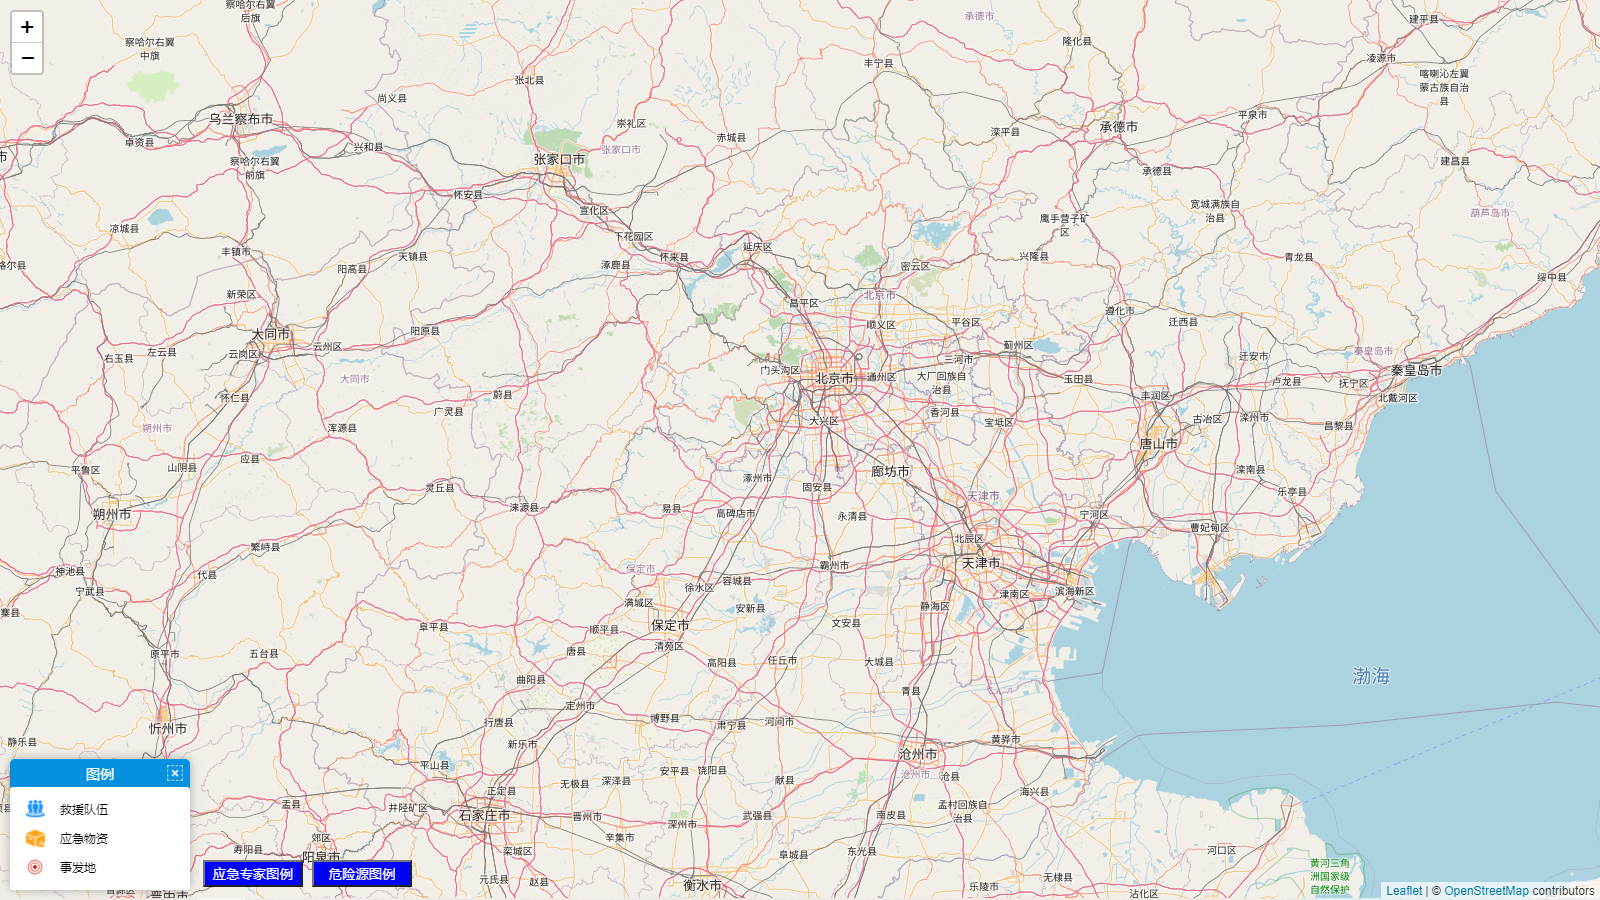 +
−
察哈尔右翼
后旗
承德市
建平县
察哈尔右翼
中旗
隆化县
凌源市
丰宁县
张北县
喀喇沁左翼
蒙古族自治
县
尚义县
乌兰察布市
崇礼区
平泉市
承德市
滦平县
卓资县
兴和县
赤城县
张家口市
张家口市
察哈尔右翼
前旗
建昌县
承德县
怀安县
宣化区
宽城满族自
治县
葫芦岛市
鹰手营子矿
区
凉城县
下花园区
延庆区
丰镇市
天镇县
怀来县
兴隆县
青龙县
涿鹿县
阳高县
密云区
绥中县
格尔县
新荣区
昌平区
北京市
遵化市
迁西县
平谷区
顺义区
大同市
阳原县
云州区
云岗区
左云县
右玉县
蓟州区
三河市
迁安市
秦皇岛市
秦皇岛市
门头沟区
北京市
通州区
大厂回族自
治县
玉田县
卢龙县
抚宁区
大同市
怀仁县
蔚县
丰润区
北戴河区
广灵县
香河县
大兴区
宝坻区
古冶区
滦州市
昌黎县
朔州市
浑源县
唐山市
应县
山阴县
平鲁区
廊坊市
滦南县
涿州市
固安县
灵丘县
天津市
乐亭县
涞源县
易县
高碑店市
永清县
宁河区
朔州市
曹妃甸区
北辰区
繁峙县
天津市
霸州市
保定市
神池县
代县
容城县
徐水区
宁武县
滨海新区
津南区
满城区
安新县
静海区
寨县
保定市
顺平县
文安县
阜平县
清苑区
唐县
五台县
原平市
高阳县
任丘市
大城县
渤海
曲阳县
青县
定州市
博野县
肃宁县
河间市
行唐县
忻州市
静乐县
新乐市
黄骅市
沧州市
沧州市
沧县
平山县
安平县
饶阳县
献县
无极县
深泽县
正定县
海兴县
孟县
井陉矿区
孟村回族自
治县
石家庄市
晋州市
武强县
南皮县
深州市
郊区
辛集市
寿阳县
阳泉市
栾城区
阜城县
东光县
河口区
黄河三角
洲国家级
自然保护
元氏县
赵县
衡水市
乐陵市
无棣县
沾化区
晋中市
图例
救援队伍
应急物资
事发地
应急专家图例
危险源图例
Leaflet | © OpenStreetMap contributors